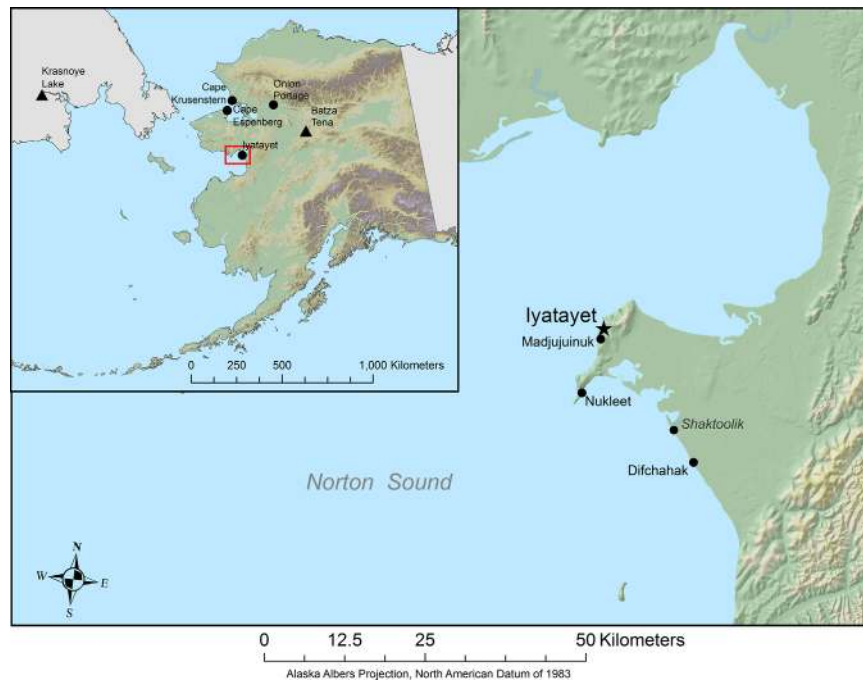 Krasnoye
Lake
Cape
Krusenstern
Cape
Espenberg
Onion
Portage
Batza
Tena
Iyatayet
0 250 500 1,000 Kilometers
Iyatayet
Madjujuinuk
Nukleet
Shaktoolik
Difchahak
Norton Sound
N
W E
S
0 12.5 25 50 Kilometers
Alaska Albers Projection, North American Datum of 1983